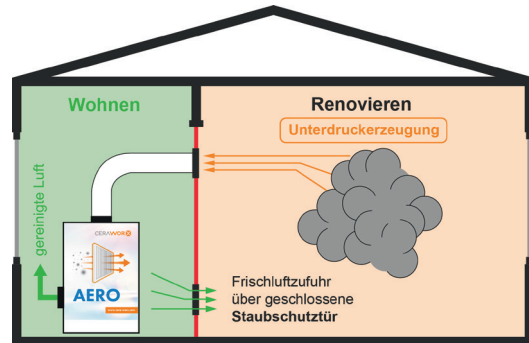 Wohnen
Renovieren
Unterdruckerzeugung
gereinigte Luft
CERAWORX
AERO
Frischluftzufuhr
über geschlossene
Staubschutztür